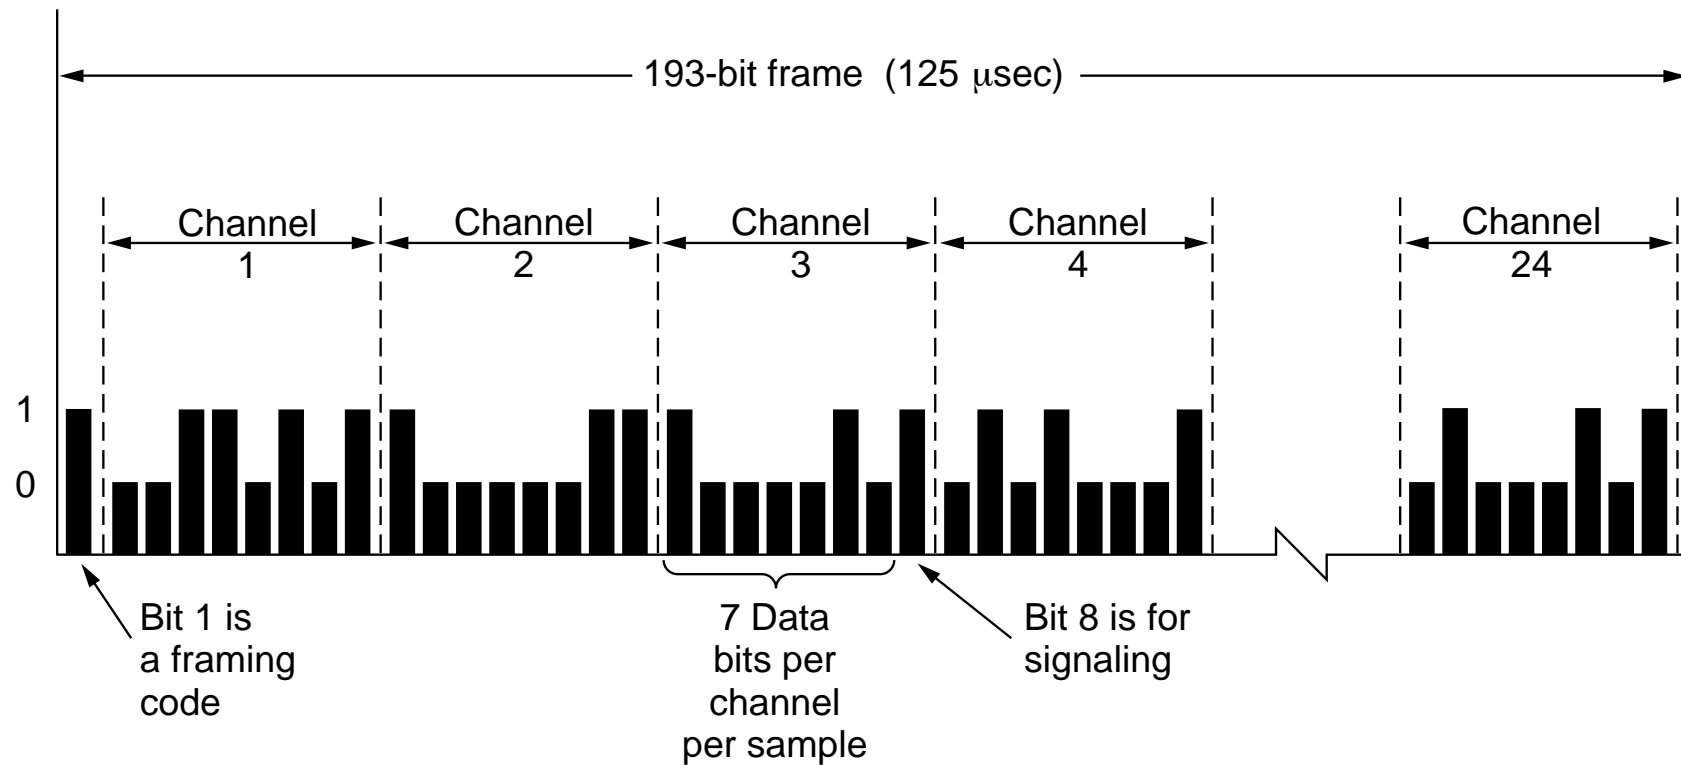 193-bit frame (125 μsec)
Channel
1
Channel
2
Channel
3
Channel
4
Channel
24
1
0
Bit 1 is
a framing
code
7 Data
bits per
channel
per sample
Bit 8 is for
signaling